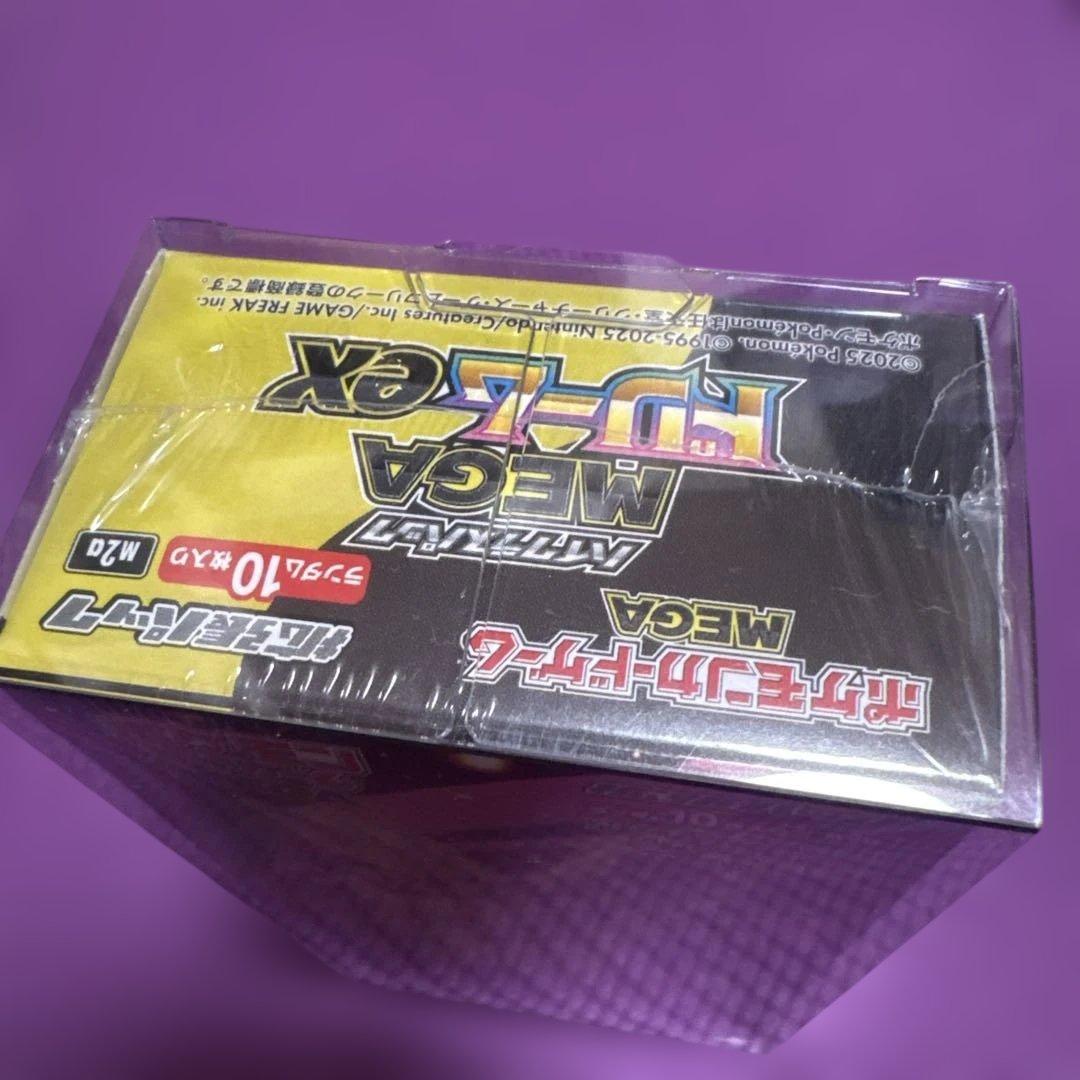 ポケモンカードゲーム
MEGA
拡張パック
ランダム10枚入り
M2a
ハイクラスパック
MEGA
ドリームex
©2025 Pokémon. ©1995-2025 Nintendo/Creatures Inc./GAME FREAK inc.
ポケモン・Pokémonは任天堂・クリーチャーズ・ゲームフリークの登録商標です。